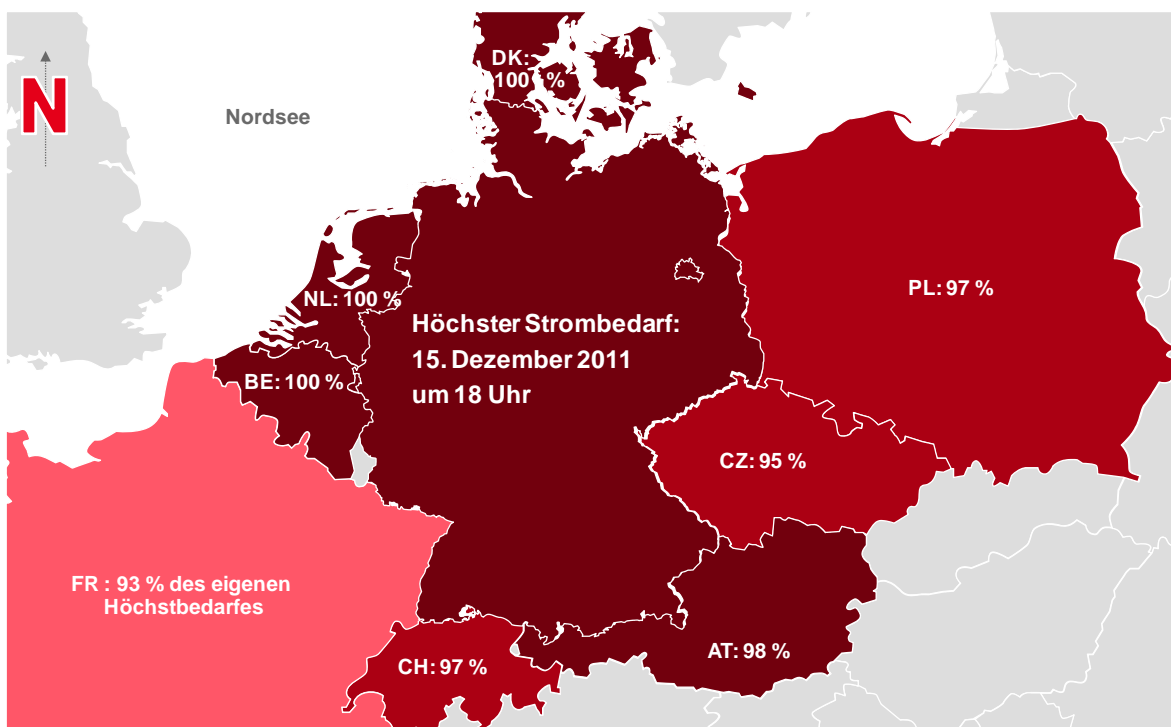 DK:
100 %
N
Nordsee
PL: 97 %
NL: 100 %
Höchster Strombedarf:
15. Dezember 2011
um 18 Uhr
BE: 100 %
CZ: 95 %
FR : 93 % des eigenen
Höchstbedarfes
AT: 98 %
CH: 97 %